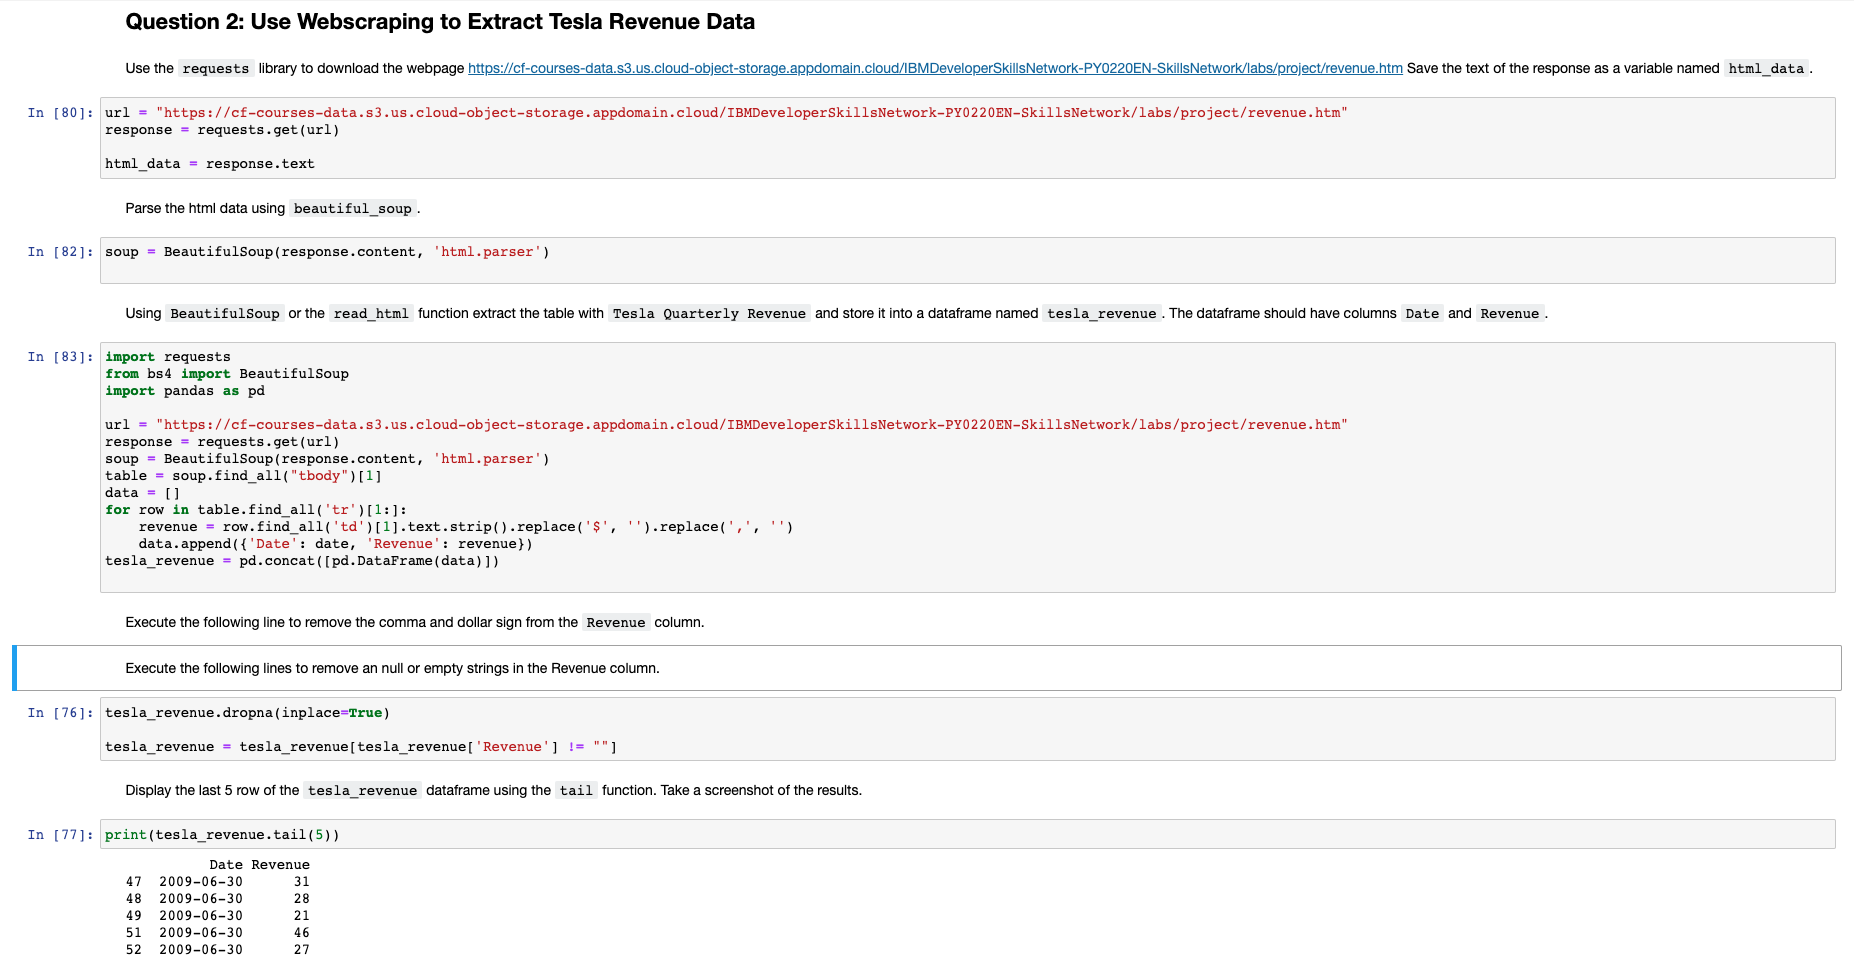 Question 2: Use Webscraping to Extract Tesla Revenue Data
Use the requests library to download the webpage https://cf-courses-data.s3.us.cloud-object-storage.appdomain.cloud/IBMDeveloperSkillsNetwork-PY0220EN-SkillsNetwork/labs/project/revenue.htm Save the text of the response as a variable named html_data .
In [80]: url = "https://cf-courses-data.s3.us.cloud-object-storage.appdomain.cloud/IBMDeveloperSkillsNetwork-PY0220EN-SkillsNetwork/labs/project/revenue.htm"
response = requests.get(url)
html_data = response.text
Parse the html data using beautiful_soup .
In [82]: soup = BeautifulSoup(response.content, 'html.parser')
Using BeautifulSoup or the read_html function extract the table with Tesla Quarterly Revenue and store it into a dataframe named tesla_revenue . The dataframe should have columns Date and Revenue .
In [83]: import requests
from bs4 import BeautifulSoup
import pandas as pd
url = "https://cf-courses-data.s3.us.cloud-object-storage.appdomain.cloud/IBMDeveloperSkillsNetwork-PY0220EN-SkillsNetwork/labs/project/revenue.htm"
response = requests.get(url)
soup = BeautifulSoup(response.content, 'html.parser')
table = soup.find_all("tbody")[1]
data = []
for row in table.find_all('tr')[1:]:
    revenue = row.find_all('td')[1].text.strip().replace('$', '').replace(',', '')
    data.append({'Date': date, 'Revenue': revenue})
tesla_revenue = pd.concat([pd.DataFrame(data)])
Execute the following line to remove the comma and dollar sign from the Revenue column.
Execute the following lines to remove an null or empty strings in the Revenue column.
In [76]: tesla_revenue.dropna(inplace=True)
tesla_revenue = tesla_revenue[tesla_revenue['Revenue'] != ""]
Display the last 5 row of the tesla_revenue dataframe using the tail function. Take a screenshot of the results.
In [77]: print(tesla_revenue.tail(5))
Date Revenue
47 2009-06-30 31
48 2009-06-30 28
49 2009-06-30 21
51 2009-06-30 46
52 2009-06-30 27